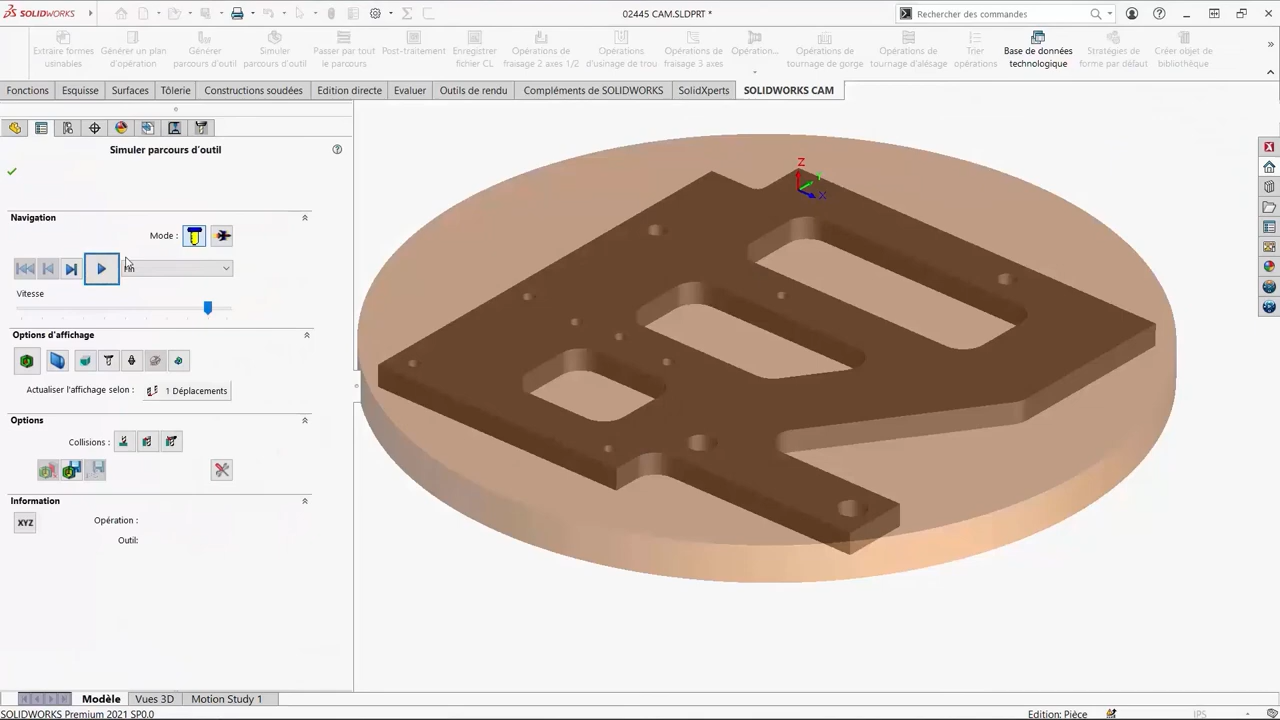 SOLIDWORKS
02445 CAM.SLDPRT *
Rechercher des commandes
Extraire formes usinables
Générer un plan d'opération
Générer parcours d'outil
Simuler parcours d'outil
Passer par tout le parcours
Post-traitement
Enregistrer fichier CL
Opérations de fraisage 2 axes 1/2
Opérations d'usinage de trou
Opérations de fraisage 3 axes
Opération...
Opérations de tournage de gorge
Opérations de tournage d'alésage
Trier opérations
Base de données technologique
Stratégies de forme par défaut
Créer objet de bibliothèque
Fonctions
Esquisse
Surfaces
Tôlerie
Constructions soudées
Edition directe
Evaluer
Outils de rendu
Compléments de SOLIDWORKS
SolidXperts
SOLIDWORKS CAM
Simuler parcours d'outil
Navigation
Mode :
Vitesse
Options d'affichage
Actualiser l'affichage selon :
1 Déplacements
Options
Collisions :
Information
XYZ
Opération :
Outil:
Z
Y
X
Modèle
Vues 3D
Motion Study 1
SOLIDWORKS Premium 2021 SP0.0
Edition: Pièce
IPS